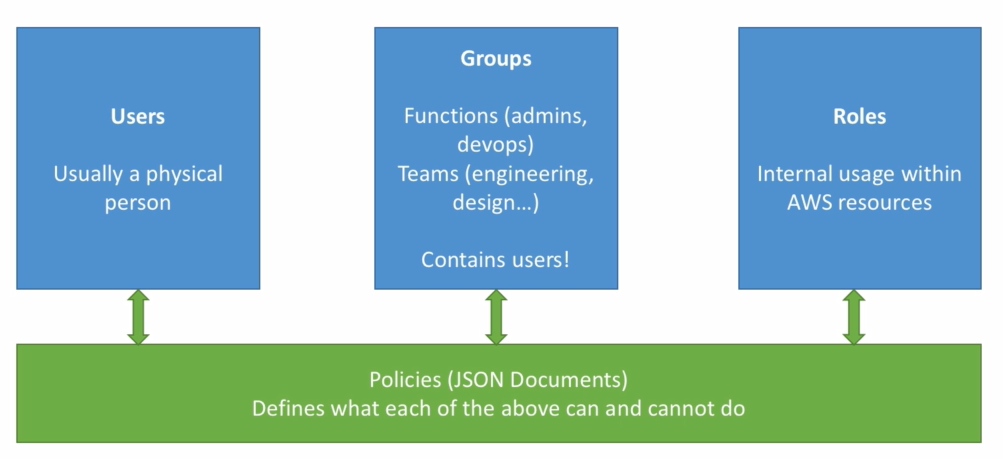 Users
Usually a physical
person
Groups
Functions (admins,
devops)
Teams (engineering,
design...)
Contains users!
Roles
Internal usage within
AWS resources
Policies (JSON Documents)
Defines what each of the above can and cannot do